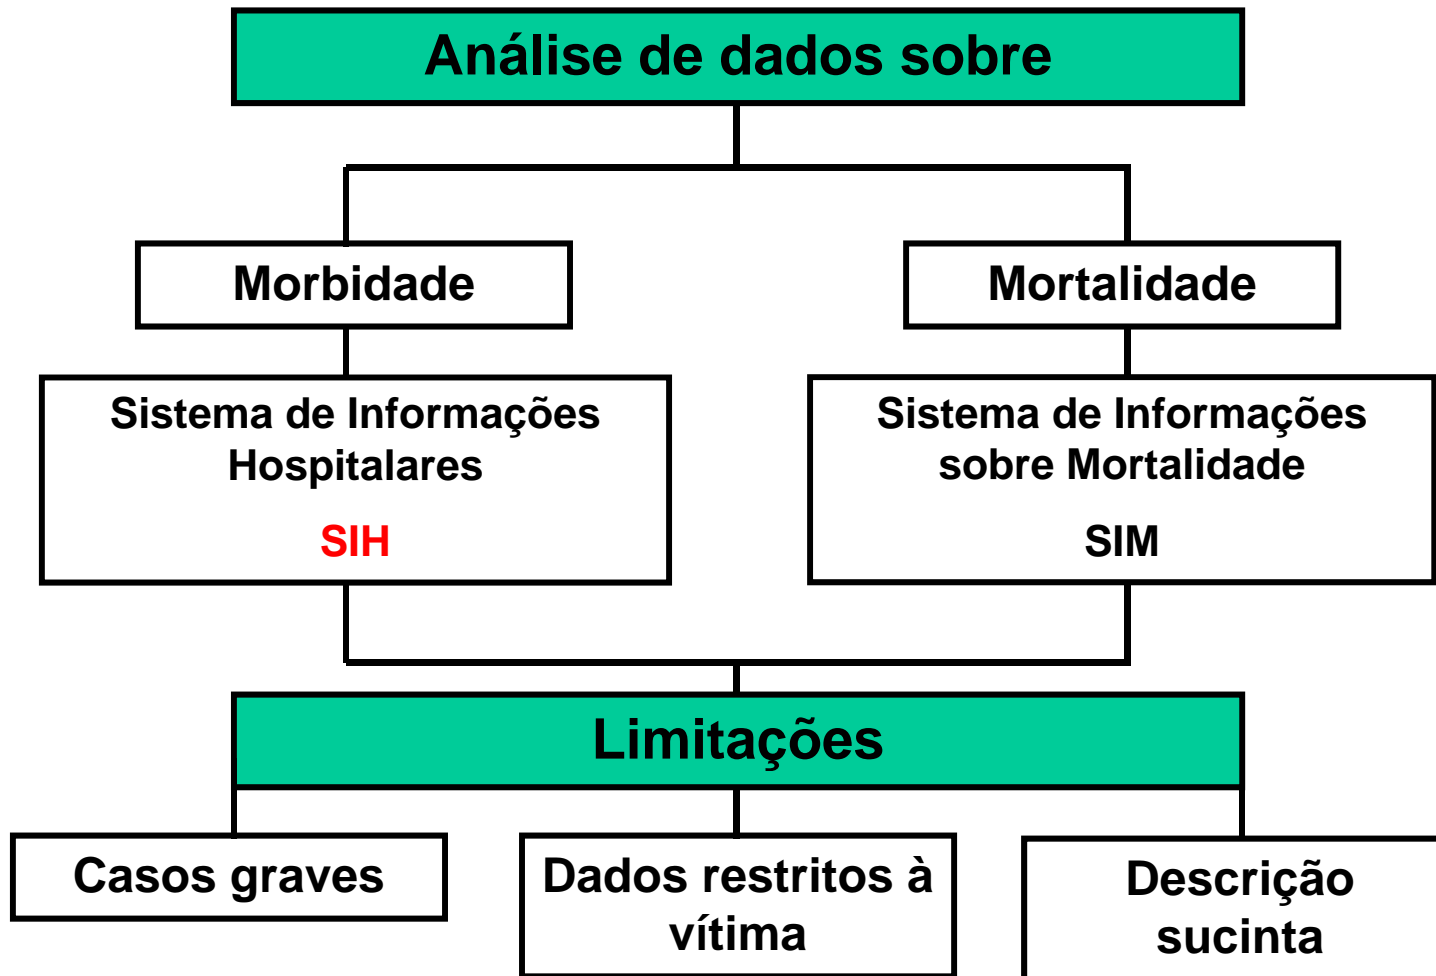 Análise de dados sobre
Morbidade
Mortalidade
Sistema de Informações
Hospitalares
SIH
Sistema de Informações
sobre Mortalidade
SIM
Limitações
Casos graves
Dados restritos à
vítima
Descrição
sucinta